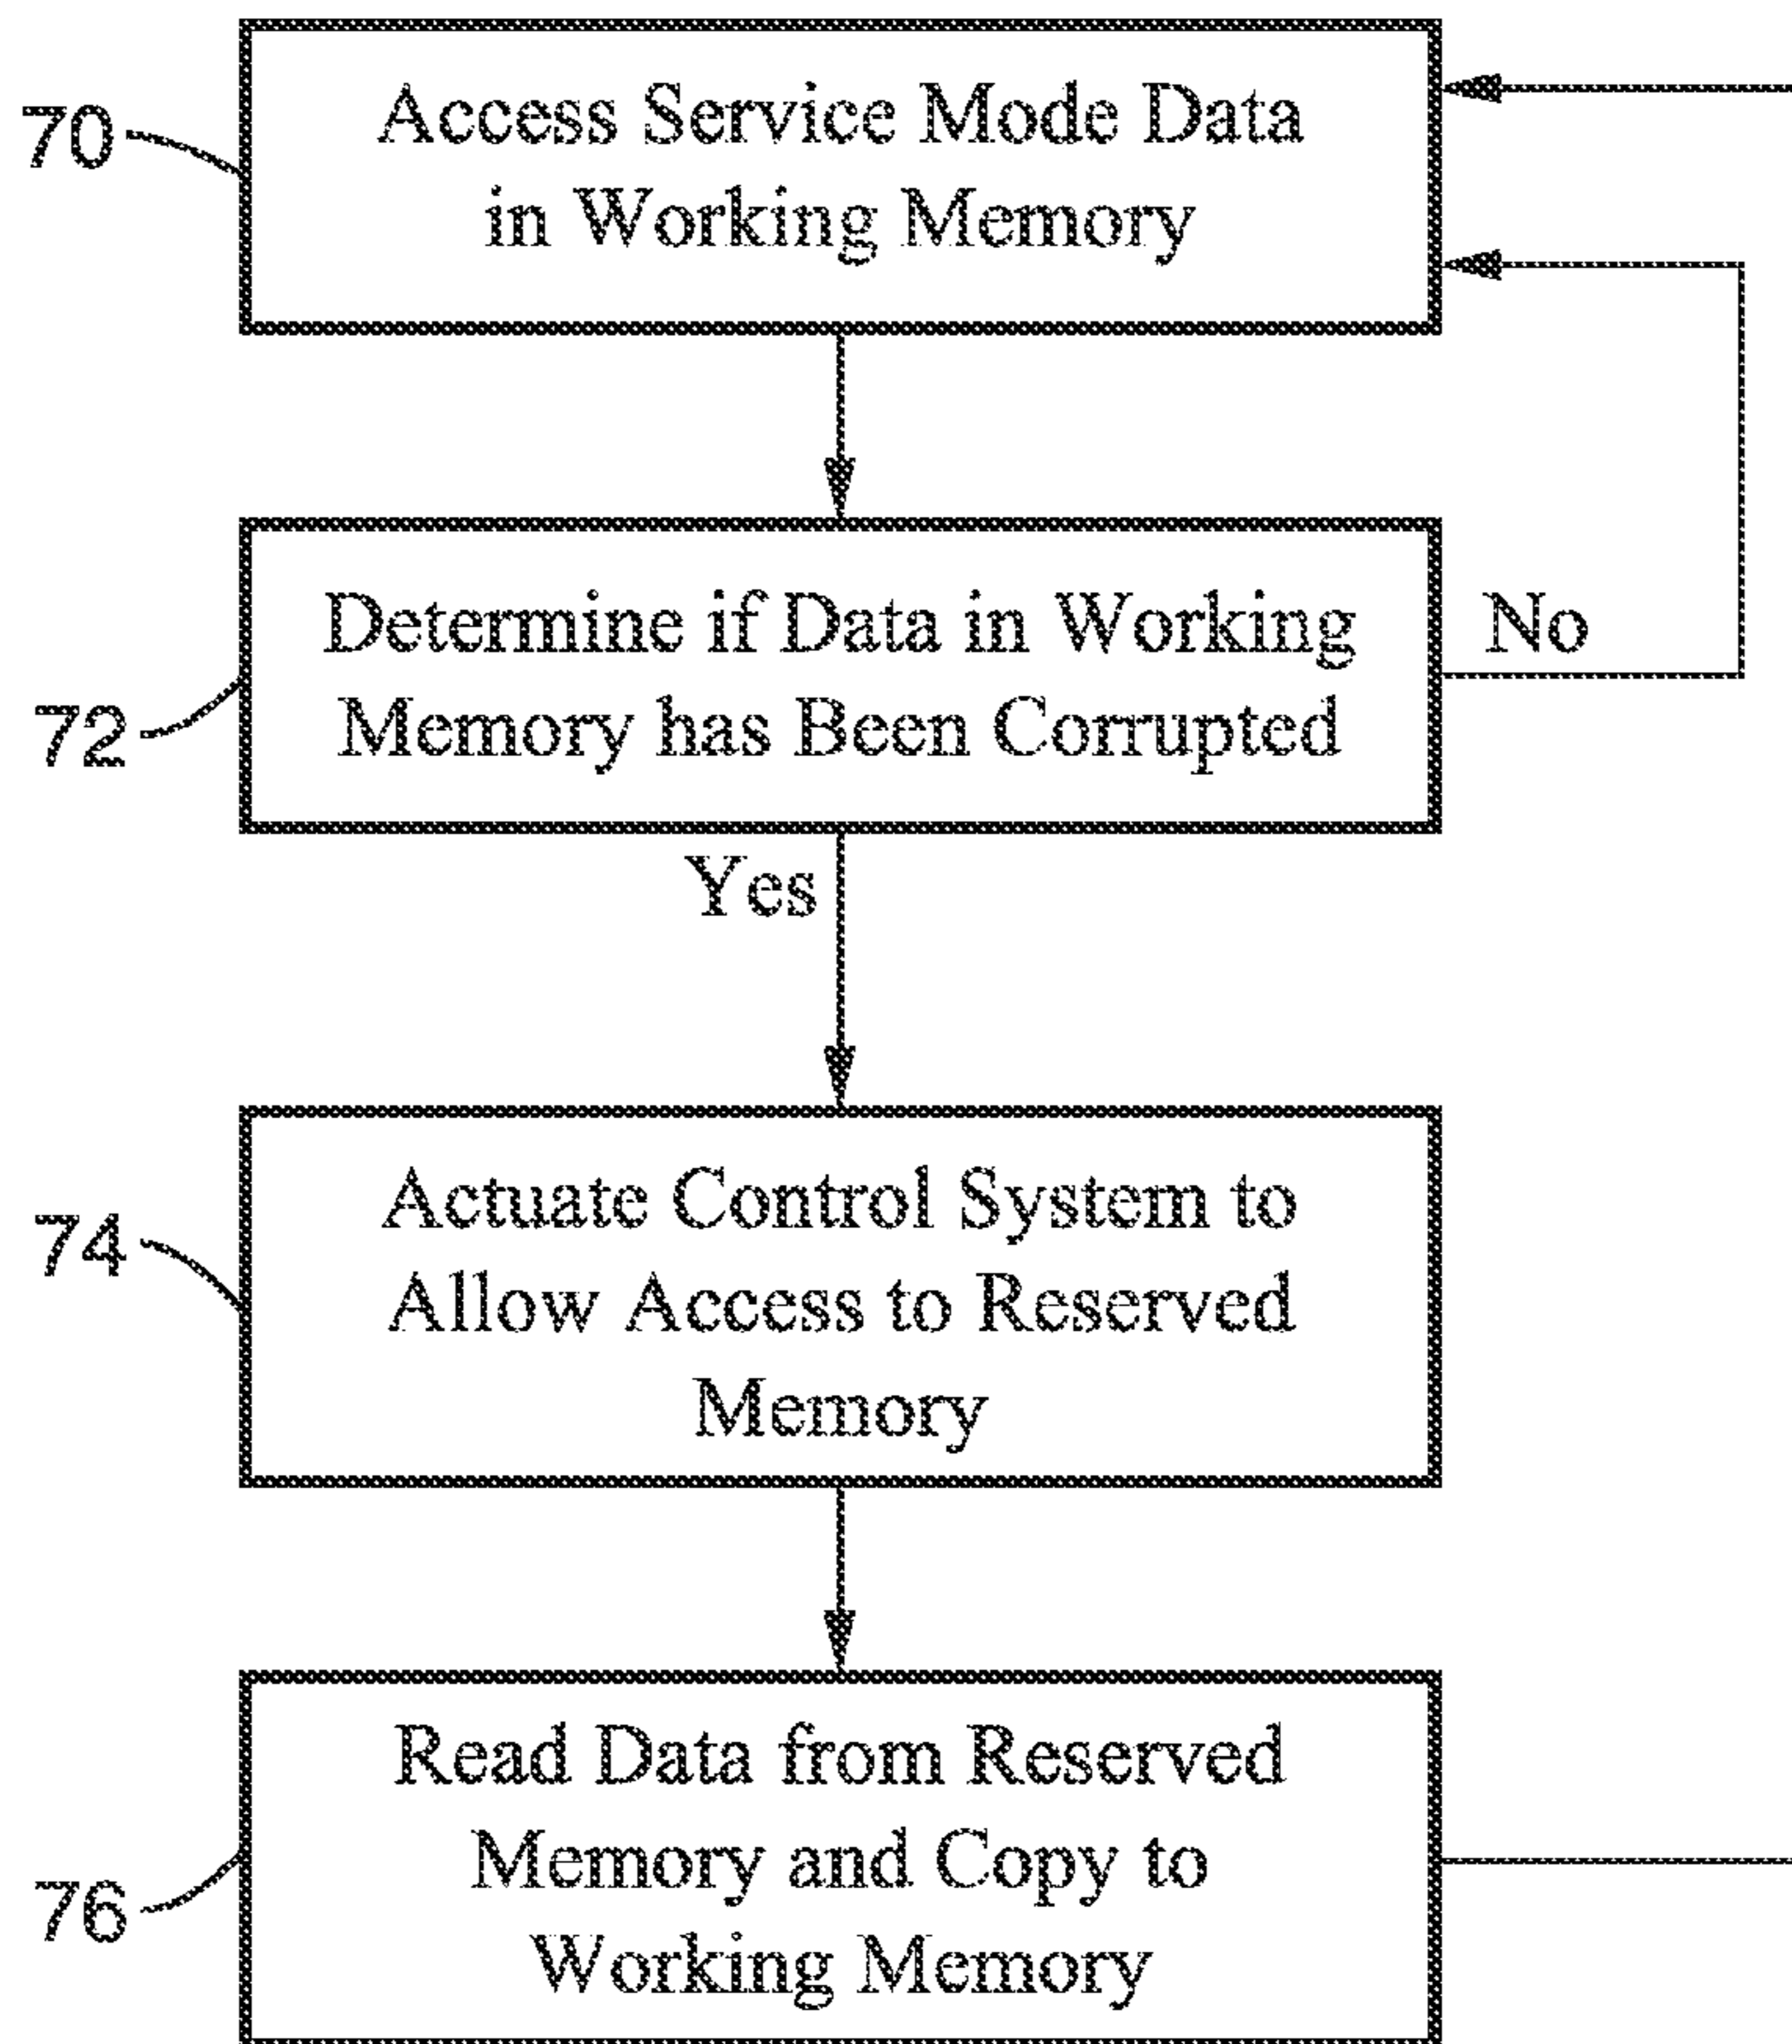 70
Access Service Mode Data
in Working Memory
72
Determine if Data in Working
Memory has Been Corrupted
No
Yes
74
Actuate Control System to
Allow Access to Reserved
Memory
76
Read Data from Reserved
Memory and Copy to
Working Memory